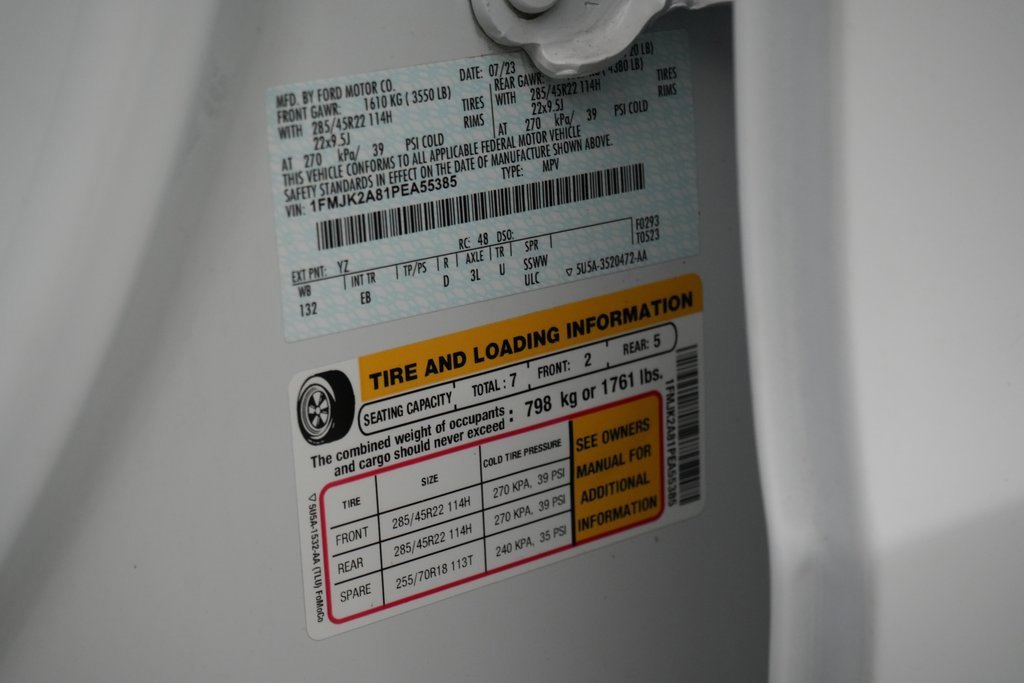 MFD. BY FORD MOTOR CO.
DATE: 07/23
FRONT GAWR: 1610 KG ( 3550 LB)
WITH 285/45R22 114H TIRES
22x9.5J RIMS
AT 270 kPa/ 39 PSI COLD
20 LB)
REAR GAWR: 4380 LB)
WITH 285/45R22 114H TIRES
22x9.5J RIMS
AT 270 kPa/ 39 PSI COLD
THIS VEHICLE CONFORMS TO ALL APPLICABLE FEDERAL MOTOR VEHICLE
SAFETY STANDARDS IN EFFECT ON THE DATE OF MANUFACTURE SHOWN ABOVE.
VIN: 1FMJK2A81PEA55385 TYPE: MPV
EXT PNT: YZ RC: 48 DSO: F0293
WB INT TR TP/PS R AXLE TR SPR T0523
132 EB D 3L U SSWW
ULC ▽ 5U5A-3520472-AA
TIRE AND LOADING INFORMATION
SEATING CAPACITY TOTAL : 7 FRONT: 2 REAR: 5
The combined weight of occupants
and cargo should never exceed : 798 kg or 1761 lbs.
TIRE SIZE COLD TIRE PRESSURE
FRONT 285/45R22 114H 270 KPA, 39 PSI
REAR 285/45R22 114H 270 KPA, 39 PSI
SPARE 255/70R18 113T 240 KPA, 35 PSI
SEE OWNERS
MANUAL FOR
ADDITIONAL
INFORMATION
1FMJK2A81PEA55385
▽ 5U5A-1532-AA (TLU) FoMoCo